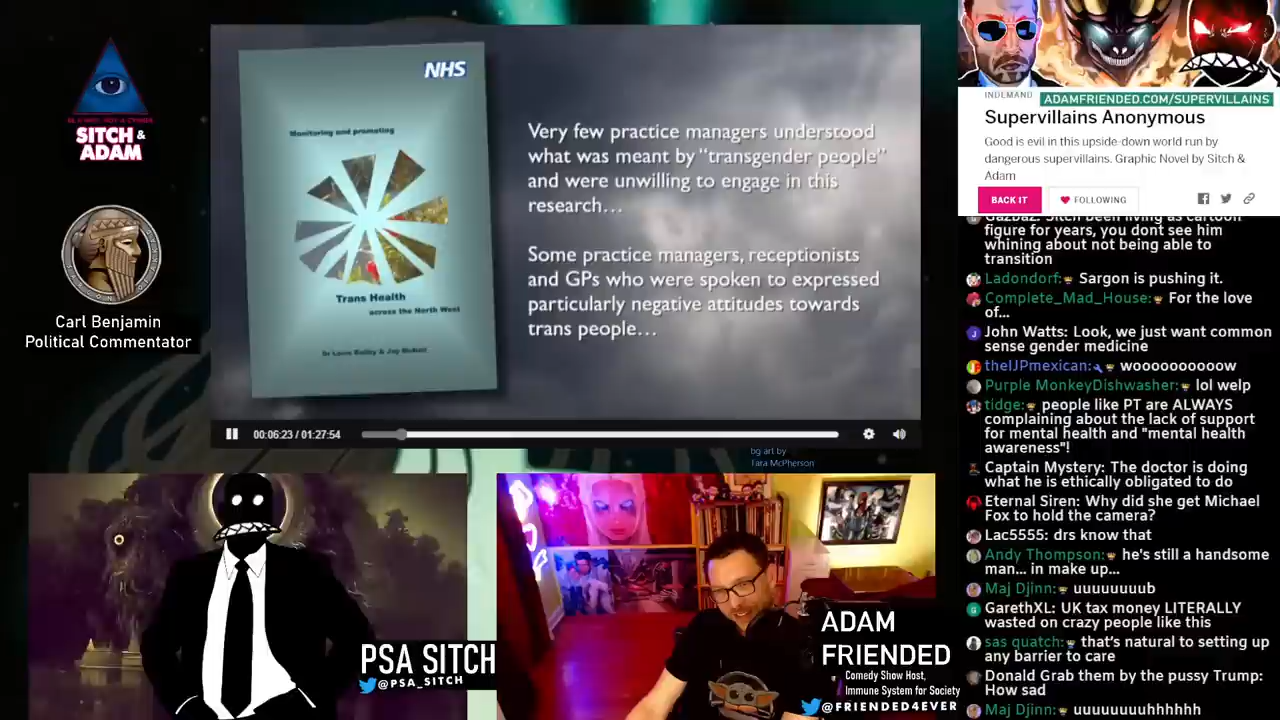 NHS
Monitoring and promoting
Trans Health
across the North West
Very few practice managers understood
what was meant by “transgender people”
and were unwilling to engage in this
research…
Some practice managers, receptionists
and GPs who were spoken to expressed
particularly negative attitudes towards
trans people…
00:06:23 / 01:27:54
SITCH &
ADAM
Carl Benjamin
Political Commentator
bg art by
Tara McPherson
PSA SITCH
@PSA_SITCH
ADAM
FRIENDED
Comedy Show Host,
Immune System for Society
@FRIENDED4EVER
INDEMAND
ADAMFRIENDED.COM/SUPERVILLAINS
Supervillains Anonymous
Good is evil in this upside-down world run by
dangerous supervillains. Graphic Novel by Sitch &
Adam
BACK IT
FOLLOWING
Gazbaz: Sitch been living as cartoon
figure for years, you dont see him
whining about not being able to
transition
Ladondorf: Sargon is pushing it.
Complete_Mad_House: For the love
of...
John Watts: Look, we just want common
sense gender medicine
theIJPmexican: woooooooooow
Purple MonkeyDishwasher: lol welp
tidge: people like PT are ALWAYS
complaining about the lack of support
for mental health and "mental health
awareness"!
Captain Mystery: The doctor is doing
what he is ethically obligated to do
Eternal Siren: Why did she get Michael
Fox to hold the camera?
Lac5555: drs know that
Andy Thompson: he's still a handsome
man... in make up...
Maj Djinn: uuuuuuuub
GarethXL: UK tax money LITERALLY
wasted on crazy people like this
sas quatch: that's natural to setting up
any barrier to care
Donald Grab them by the pussy Trump:
How sad
Maj Djinn: uuuuuuuuhhhhhh